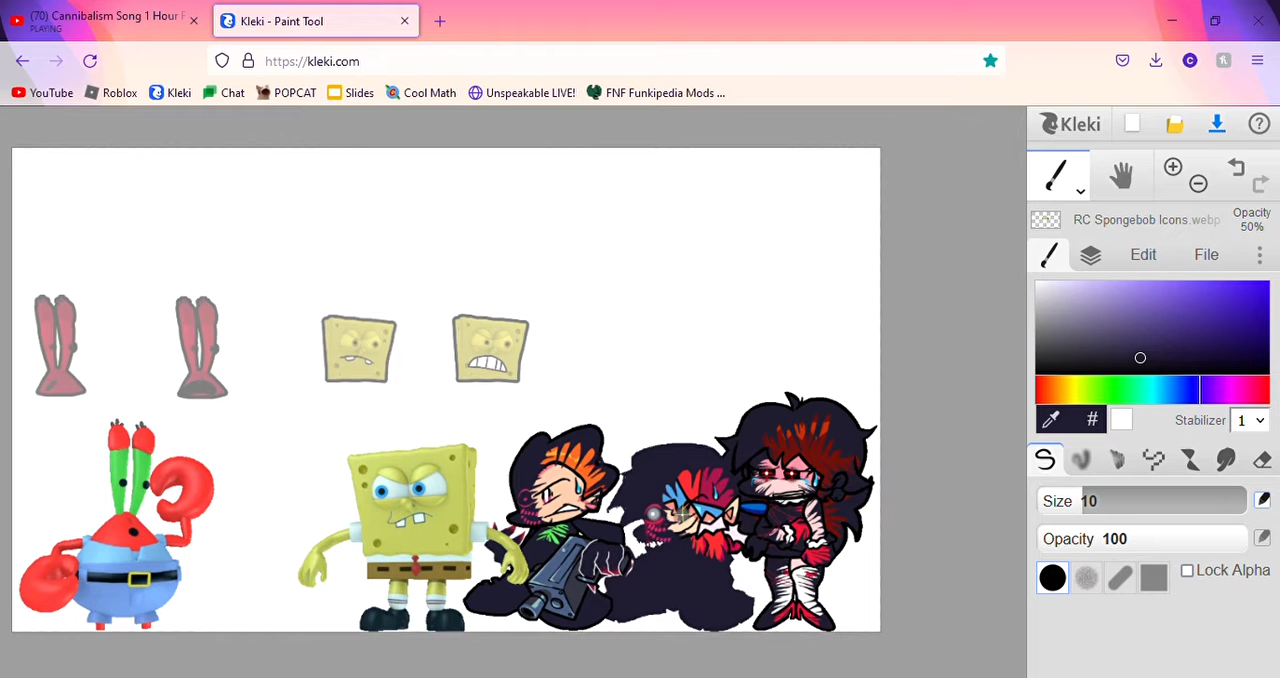 (70) Cannibalism Song 1 Hour F
PLAYING
Kleki - Paint Tool
https://kleki.com
YouTube Roblox Kleki Chat POPCAT Slides Cool Math Unspeakable LIVE! FNF Funkipedia Mods ...
Kleki
RC Spongebob Icons.webp
Opacity
50%
Edit File
# Stabilizer 1
Size 10
Opacity 100
Lock Alpha